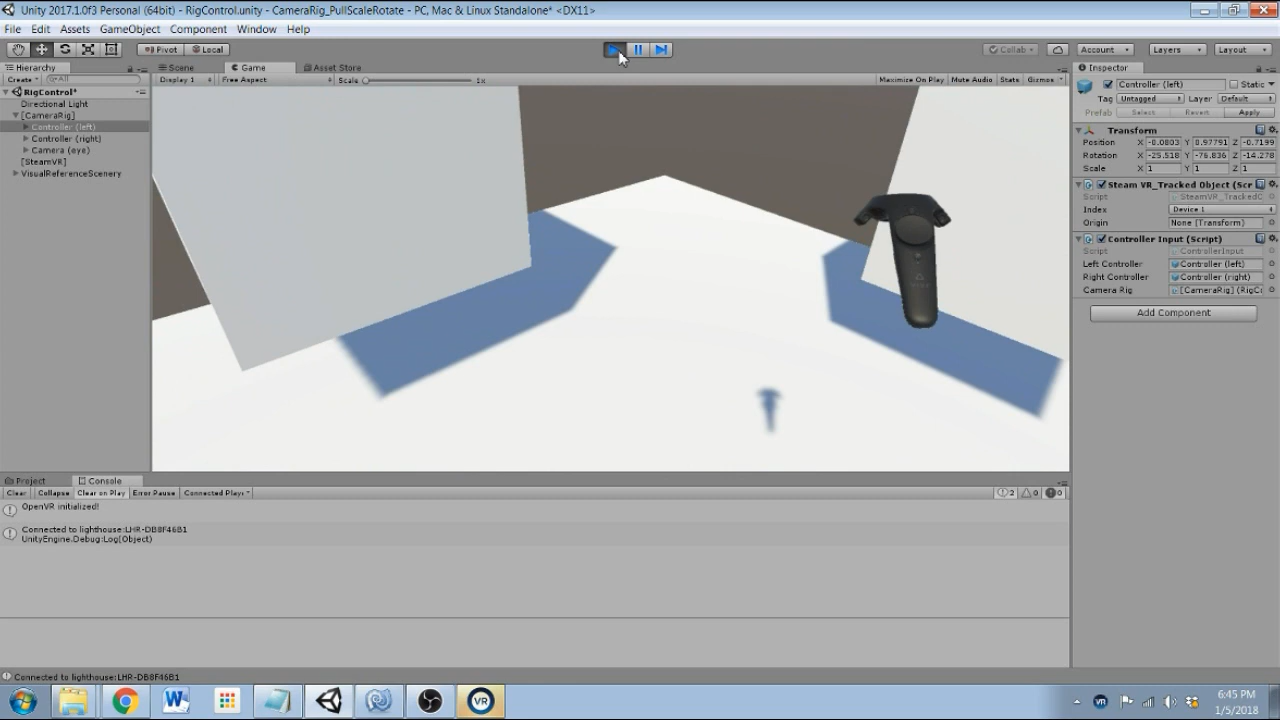 Unity 2017.1.0f3 Personal (64bit) - RigControl.unity - CameraRig_PullScaleRotate - PC, Mac & Linux Standalone* <DX11>
File Edit Assets GameObject Component Window Help
Pivot Local Collab Account Layers Layout
Hierarchy
Create All
RigControl*
Directional Light
[CameraRig]
Controller (left)
Controller (right)
Camera (eye)
[SteamVR]
VisualReferenceScenery
Scene Game Asset Store
Display 1 Free Aspect Scale 1x Maximize On Play Mute Audio Stats Gizmos
Inspector
Controller (left) Static
Tag Untagged Layer Default
Prefab Select Revert Apply
Transform
Position X -0.0803 Y 0.97791 Z -0.7199
Rotation X -25.518 Y -76.836 Z -14.278
Scale X 1 Y 1 Z 1
Steam VR_Tracked Object (Scr
Script SteamVR_TrackedO
Index Device 1
Origin None (Transform)
Controller Input (Script)
Script ControllerInput
Left Controller Controller (left)
Right Controller Controller (right)
Camera Rig [CameraRig] (RigCo
Add Component
Project Console
Clear Collapse Clear on Play Error Pause Connected Player
2 0 0
OpenVR initialized!
Connected to lighthouse:LHR-DB8F46B1
UnityEngine.Debug:Log(Object)
Connected to lighthouse:LHR-DB8F46B1
W VR VR
6:45 PM
1/5/2018